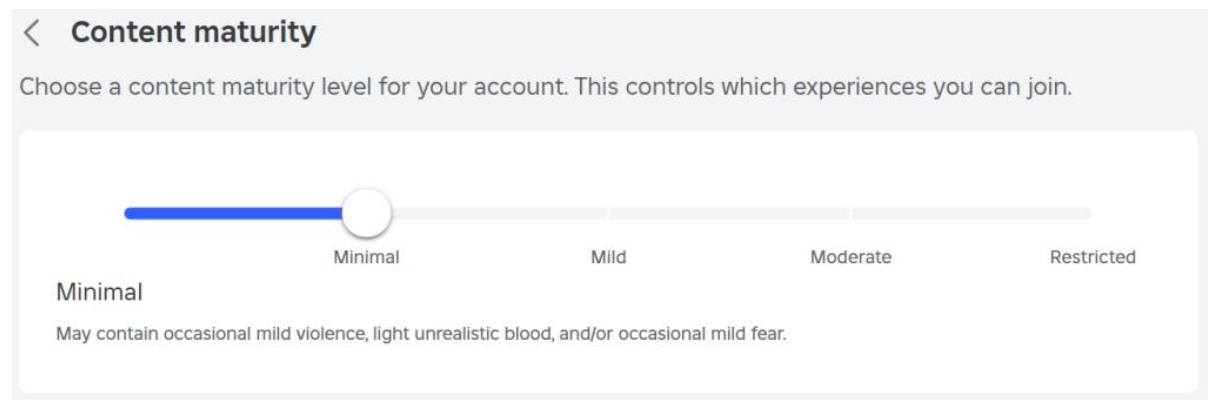 Content maturity
Choose a content maturity level for your account. This controls which experiences you can join.
Minimal Mild Moderate Restricted
Minimal
May contain occasional mild violence, light unrealistic blood, and/or occasional mild fear.